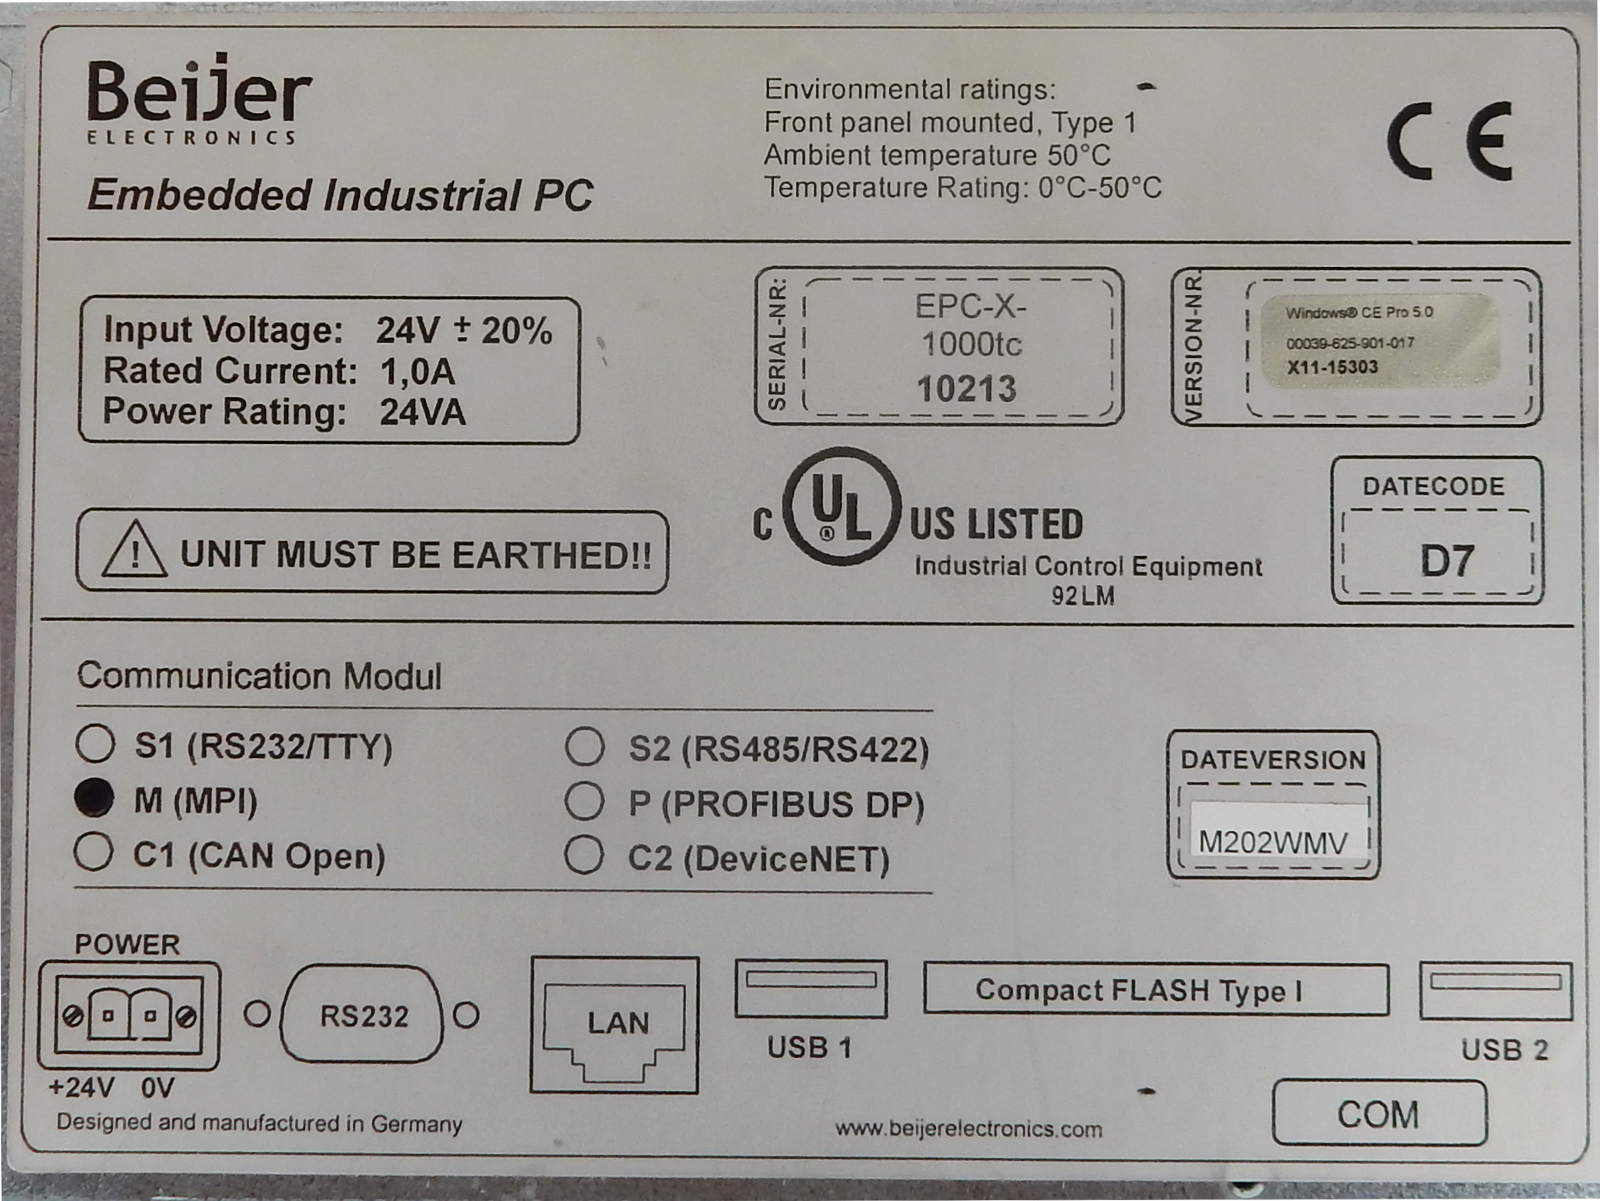 Beijer
ELECTRONICS
Embedded Industrial PC
Environmental ratings:
Front panel mounted, Type 1
Ambient temperature 50°C
Temperature Rating: 0°C-50°C
CE
Input Voltage: 24V ± 20%
Rated Current: 1,0A
Power Rating: 24VA
SERIAL-NR:
EPC-X-
1000tc
10213
VERSION-NR.
Windows® CE Pro 5.0
00039-625-901-017
X11-15303
UNIT MUST BE EARTHED!!
C UL® US LISTED
Industrial Control Equipment
92LM
DATECODE
D7
Communication Modul
S1 (RS232/TTY)
S2 (RS485/RS422)
M (MPI)
P (PROFIBUS DP)
C1 (CAN Open)
C2 (DeviceNET)
DATEVERSION
M202WMV
POWER
+24V 0V
RS232
LAN
USB 1
Compact FLASH Type I
USB 2
COM
Designed and manufactured in Germany
www.beijerelectronics.com